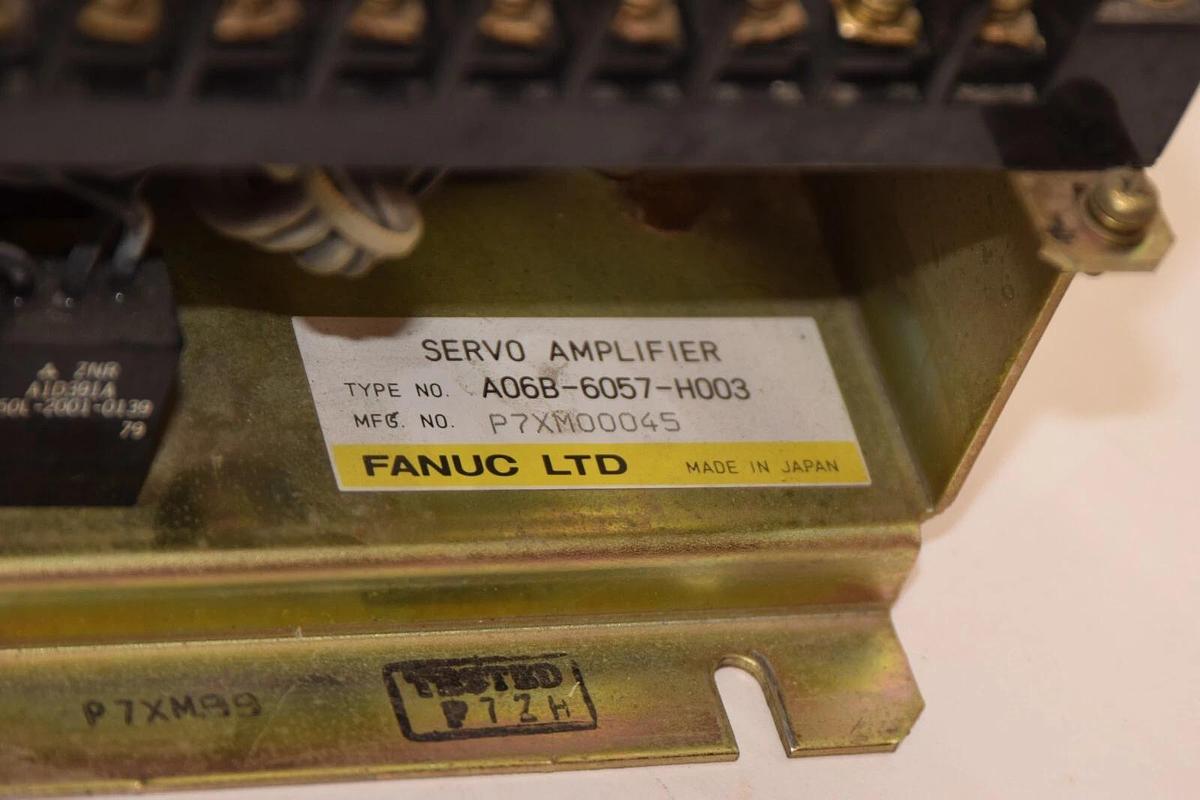 △ ZNR
A1D391A
50L-2001-0139
79
SERVO AMPLIFIER
TYPE NO. A06B-6057-H003
MFG. NO. P7XM00045
FANUC LTD MADE IN JAPAN
P7XM99
TESTED
P7ZH